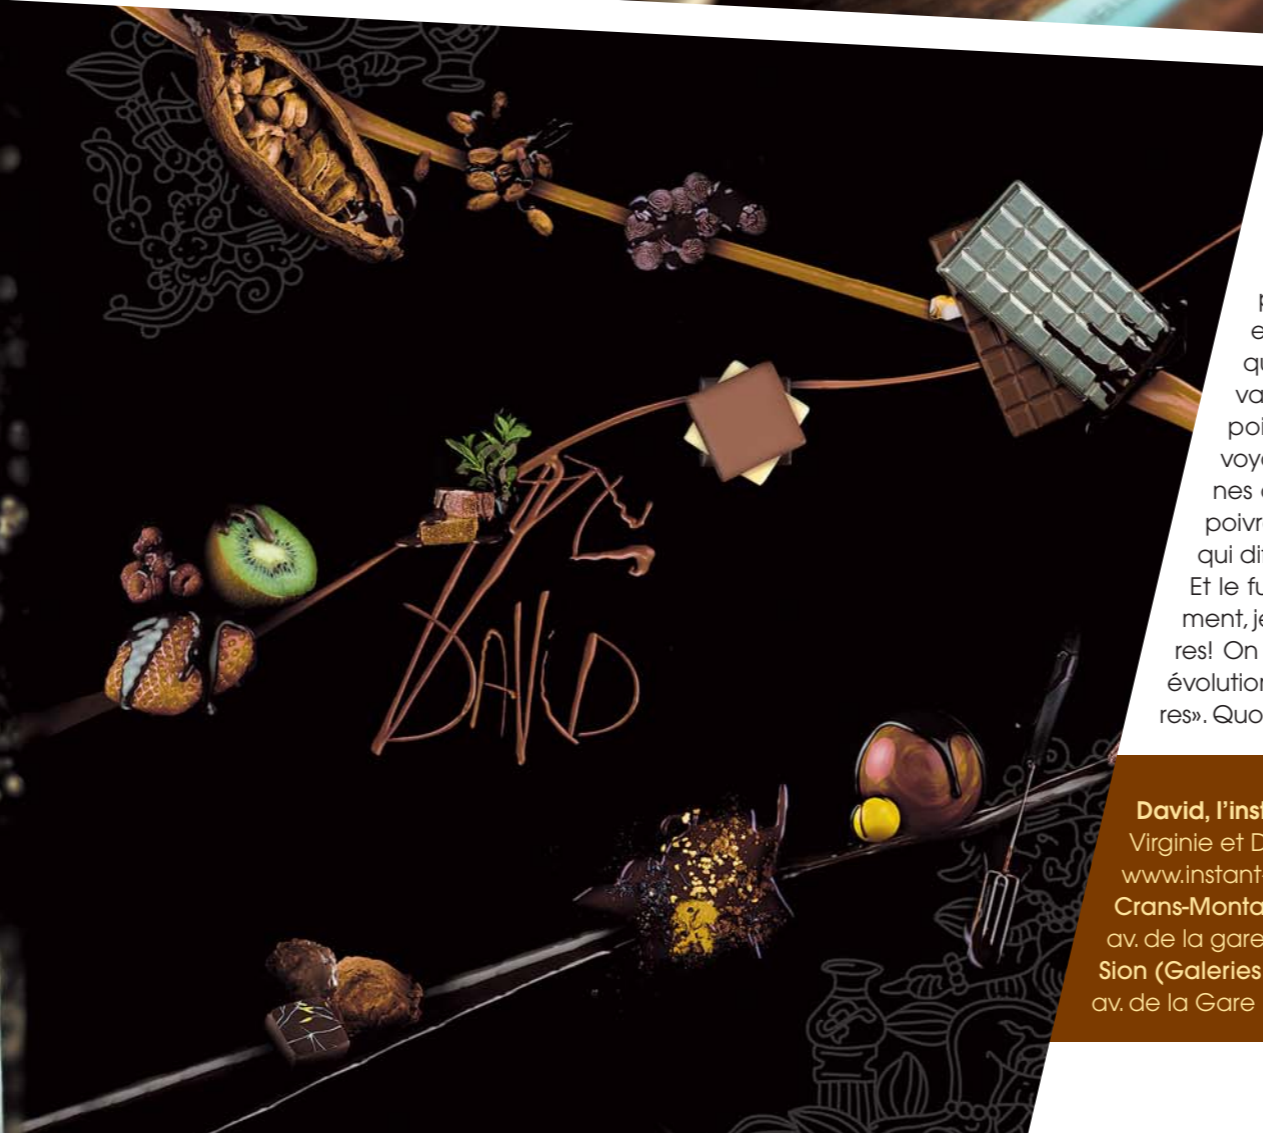 DAViD
qu
va
poi
voy
nes
poivr
qui di
Et le fu
ment, je
res! On
évolution
res». Quo
David, l'inst
Virginie et D
www.instant-
Crans-Monta
av. de la gare
Sion (Galeries
av. de la Gare